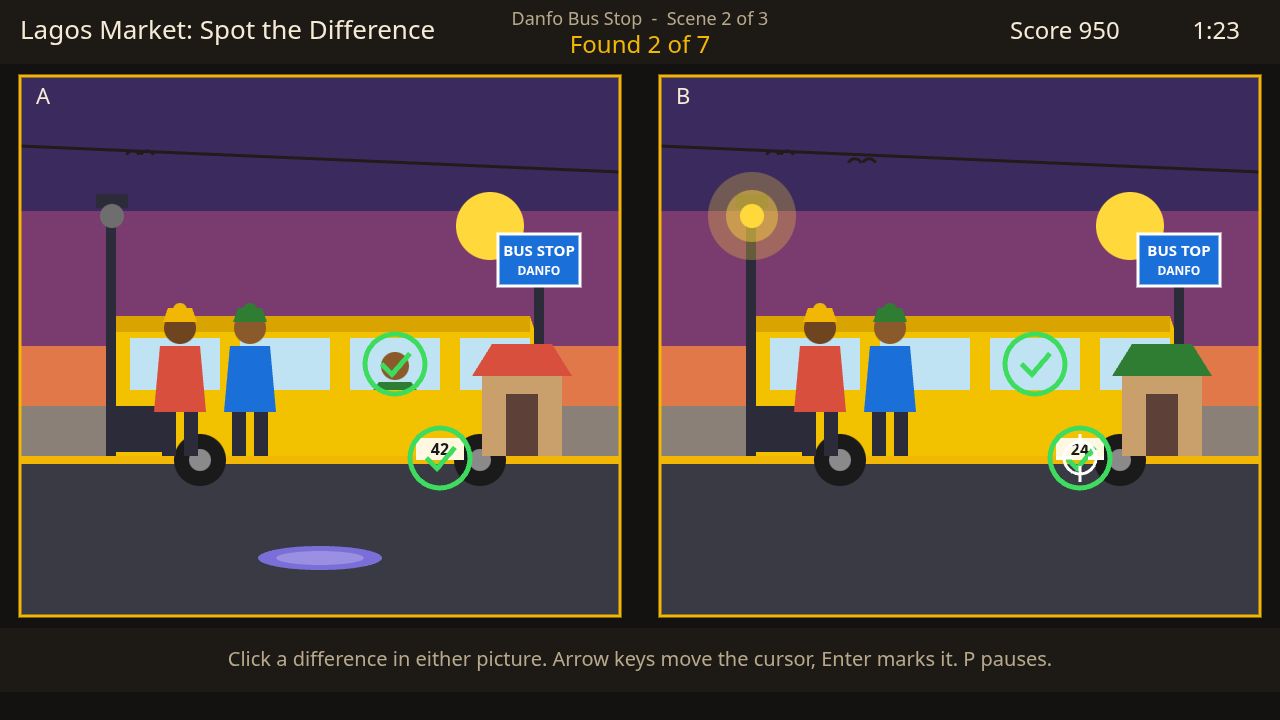 Lagos Market: Spot the Difference
Danfo Bus Stop - Scene 2 of 3
Found 2 of 7
Score 950
1:23
A
BUS STOP
DANFO
42
B
BUS TOP
DANFO
24
Click a difference in either picture. Arrow keys move the cursor, Enter marks it. P pauses.